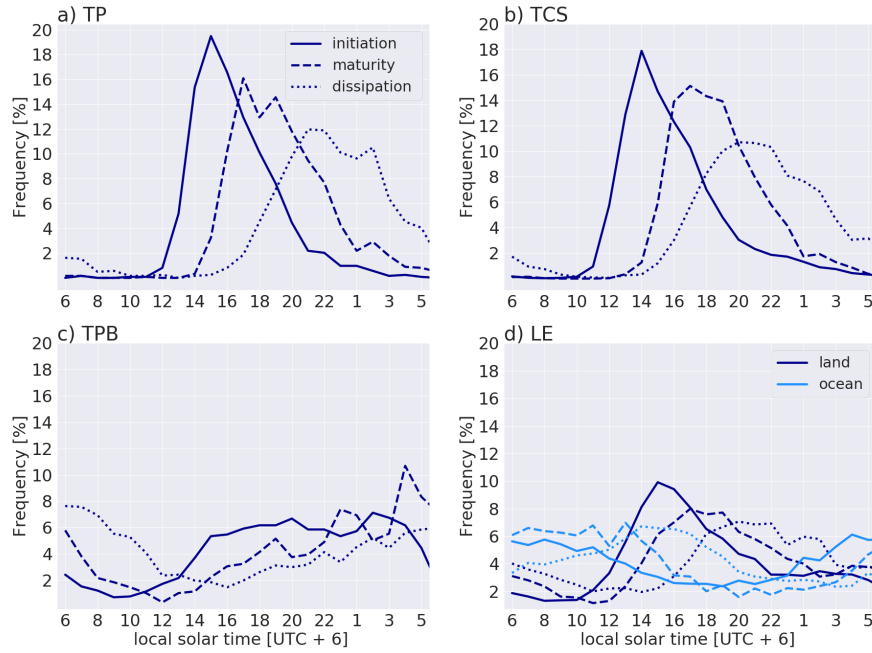 a) TP
20
18
16
14
12
10
8
6
4
2
Frequency [%]
initiation
maturity
dissipation
6 8 10 12 14 16 18 20 22 1 3 5
b) TCS
20
18
16
14
12
10
8
6
4
2
Frequency [%]
6 8 10 12 14 16 18 20 22 1 3 5
c) TPB
20
18
16
14
12
10
8
6
4
2
Frequency [%]
6 8 10 12 14 16 18 20 22 1 3 5
local solar time [UTC + 6]
d) LE
20
18
16
14
12
10
8
6
4
2
Frequency [%]
land
ocean
6 8 10 12 14 16 18 20 22 1 3 5
local solar time [UTC + 6]